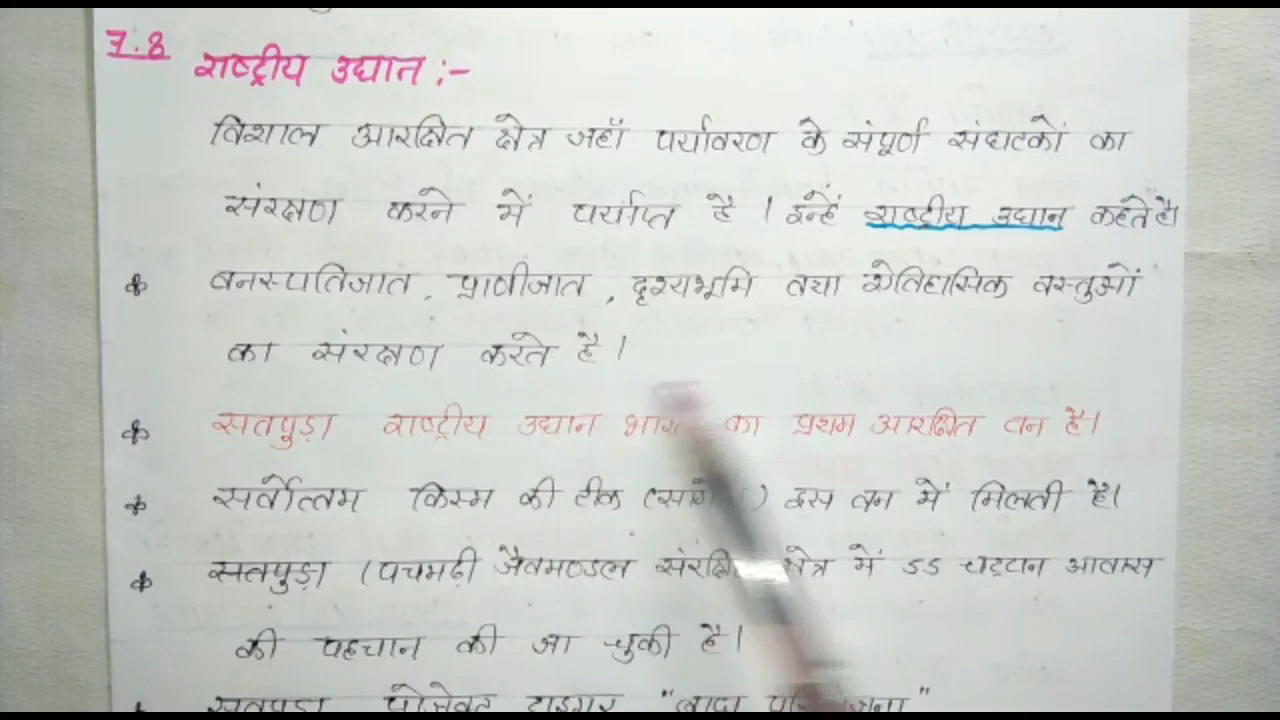 7.8 राष्ट्रीय उद्यान :-
विशाल आरक्षित क्षेत्र जहाँ पर्यावरण के संपूर्ण संघटकों का
संरक्षण करने में पर्याप्त है । इन्हें राष्ट्रीय उद्यान कहते है।
वनस्पतिजात, प्राणीजात, दृश्यभूमि तथा ऐतिहासिक वस्तुओं
का संरक्षण करते है ।
सतपुड़ा राष्ट्रीय उद्यान का प्रथम आरक्षित वन है।
सर्वोत्तम किस्म की टीक इस वन में मिलती है।
सतपुड़ा (पचमढ़ी जैवमण्डल में 55 चट्टान आवास
की पहचान की जा चुकी है ।